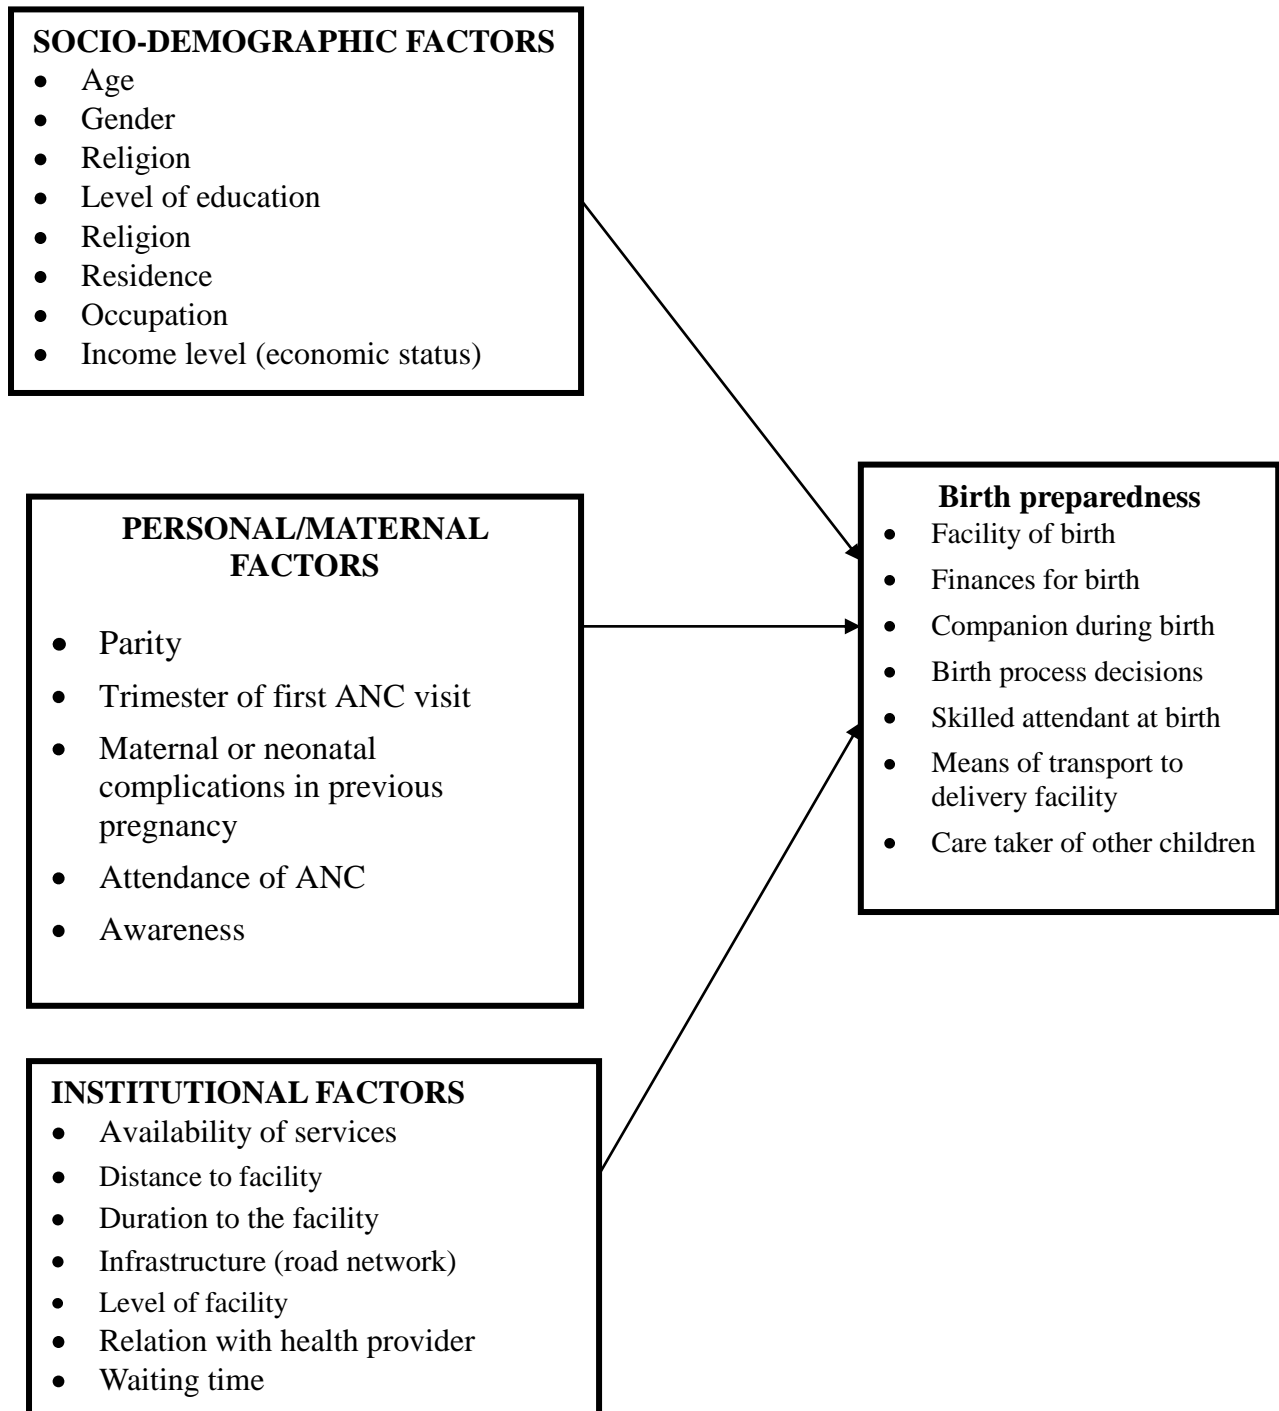 SOCIO-DEMOGRAPHIC FACTORS
• Age
• Gender
• Religion
• Level of education
• Religion
• Residence
• Occupation
• Income level (economic status)
PERSONAL/MATERNAL
FACTORS
• Parity
• Trimester of first ANC visit
• Maternal or neonatal
complications in previous
pregnancy
• Attendance of ANC
• Awareness
INSTITUTIONAL FACTORS
• Availability of services
• Distance to facility
• Duration to the facility
• Infrastructure (road network)
• Level of facility
• Relation with health provider
• Waiting time
Birth preparedness
• Facility of birth
• Finances for birth
• Companion during birth
• Birth process decisions
• Skilled attendant at birth
• Means of transport to
delivery facility
• Care taker of other children